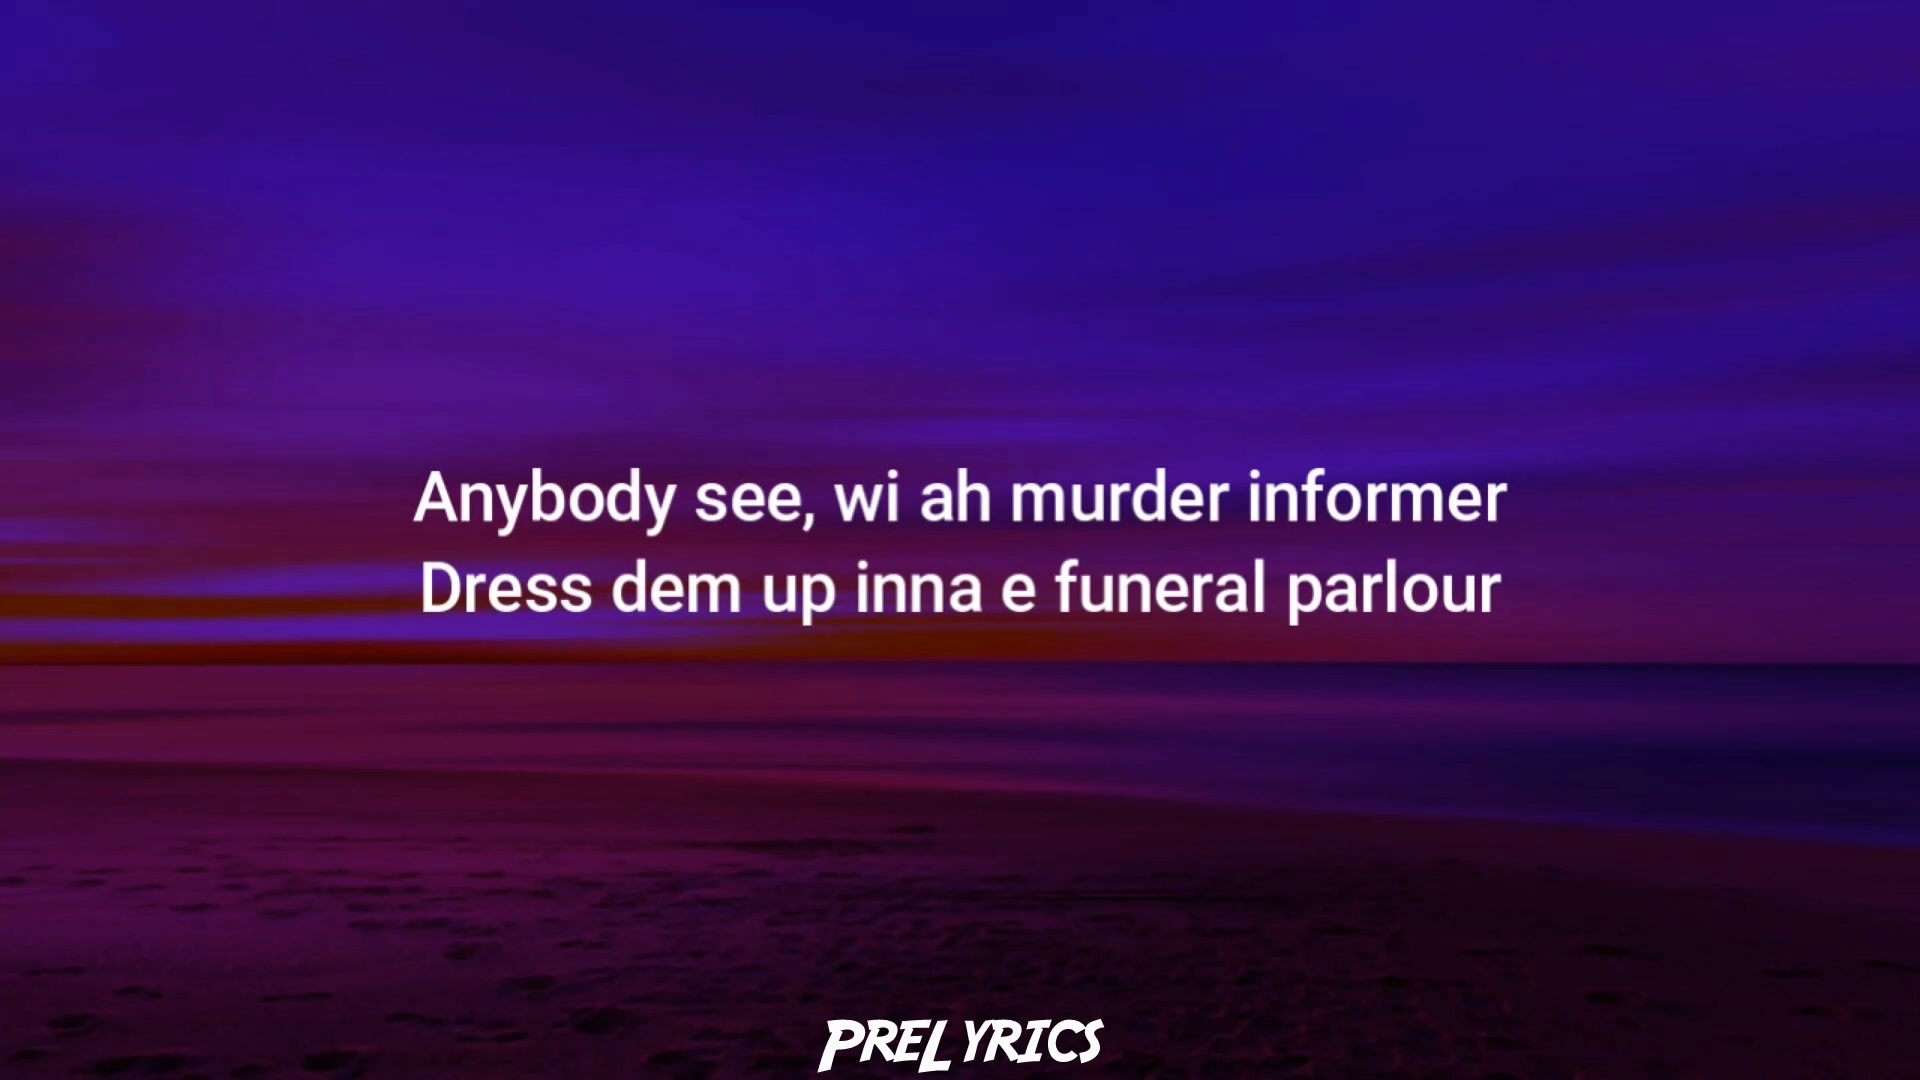 Anybody see, wi ah murder informer
Dress dem up inna e funeral parlour
PRELYRICS